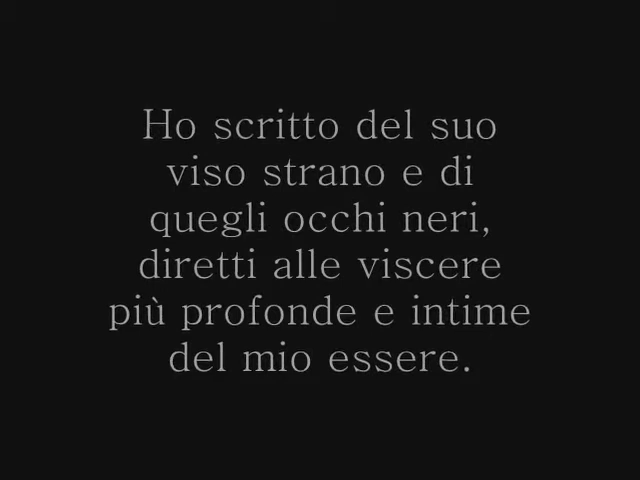 Ho scritto del suo
viso strano e di
quegli occhi neri,
diretti alle viscere
più profonde e intime
del mio essere.